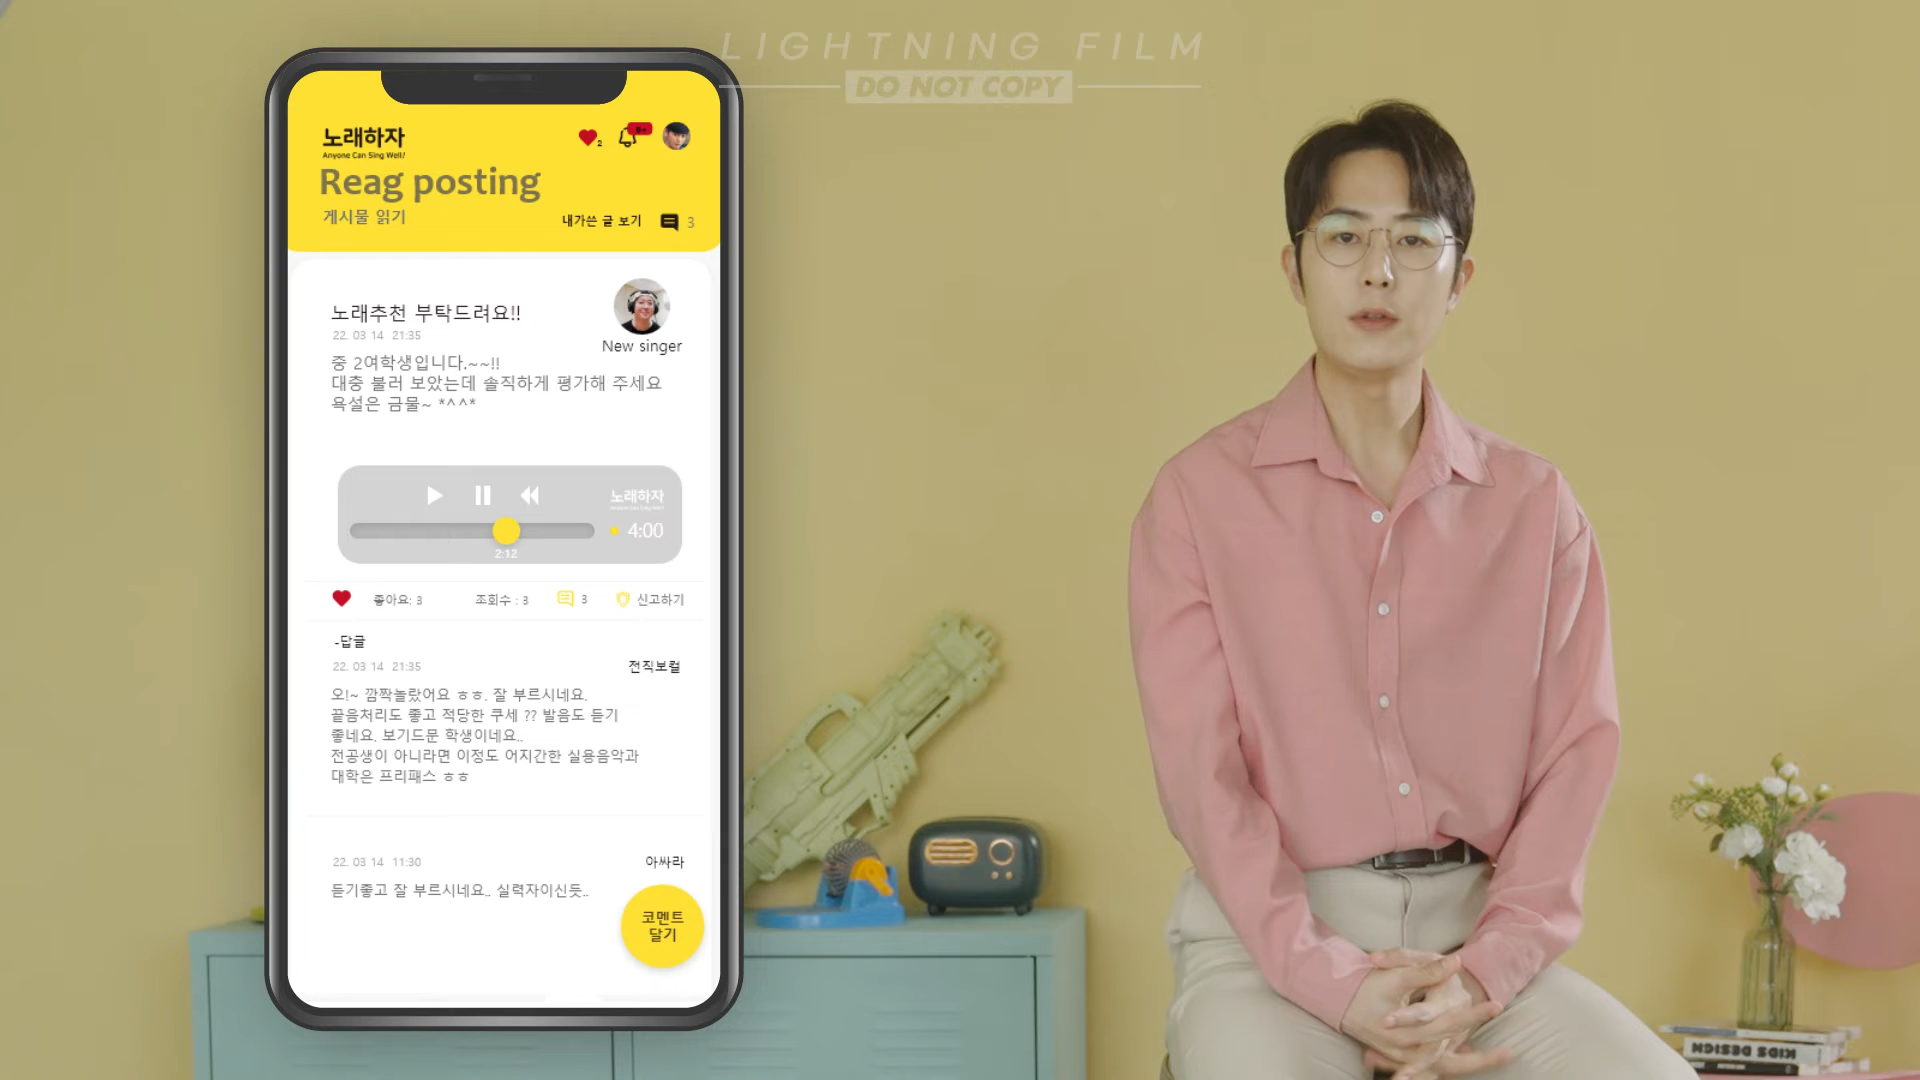 LIGHTNING FILM
DO NOT COPY
노래하자
Anyone Can Sing Well!
2
Reag posting
게시물 읽기
내가쓴 글 보기 3
노래추천 부탁드려요!!
22. 03 14 21:35
New singer
중 2여학생입니다.~~!!
대충 불러 보았는데 솔직하게 평가해 주세요
욕설은 금물~ *^^*
노래하자
4:00
2:12
좋아요: 3 조회수 : 3 3 신고하기
-답글
22. 03 14 21:35 전직보컬
오!~ 깜짝놀랐어요 ㅎㅎ. 잘 부르시네요.
끝음처리도 좋고 적당한 쿠세 ?? 발음도 듣기
좋네요. 보기드문 학생이네요..
전공생이 아니라면 이정도 어지간한 실용음악과
대학은 프리패스 ㅎㅎ
22. 03 14 11:30 아싸라
듣기좋고 잘 부르시네요.. 실력자이신듯..
코멘트
달기
KIDS DESIGN